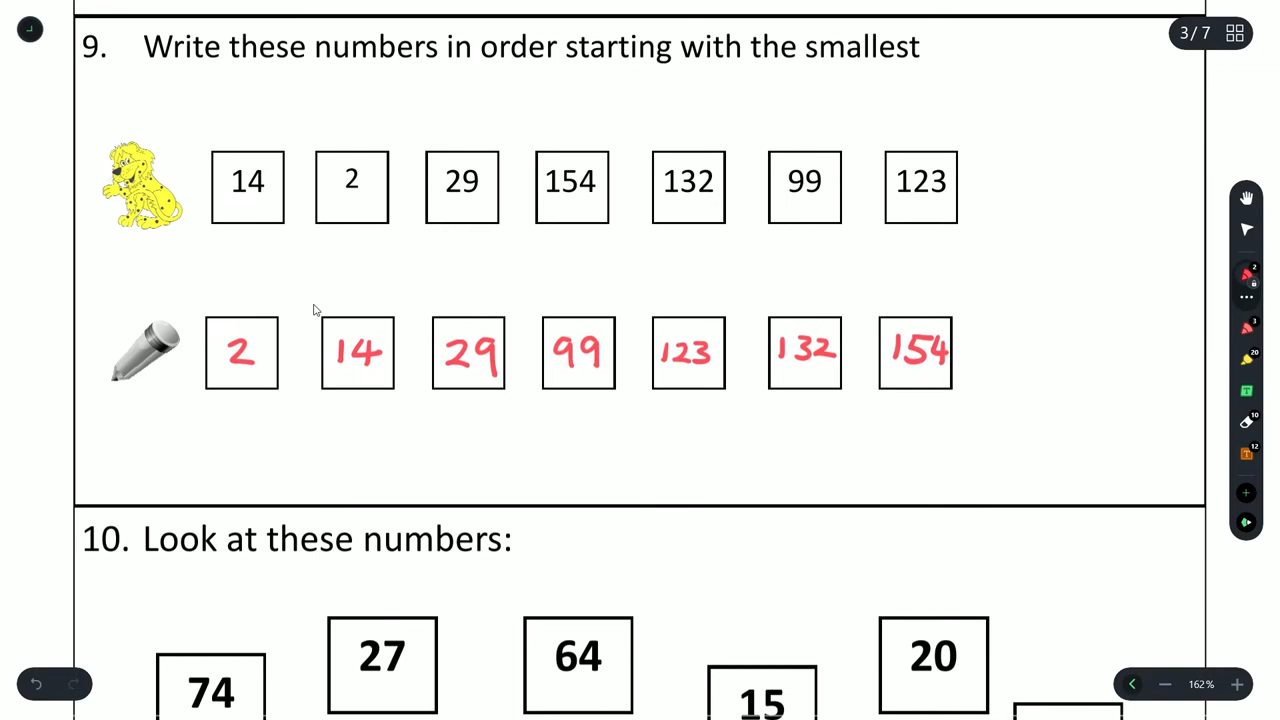 3 / 7
9. Write these numbers in order starting with the smallest
14 2 29 154 132 99 123
2 14 29 99 123 132 154
10. Look at these numbers:
27 64 20
74 15
162%